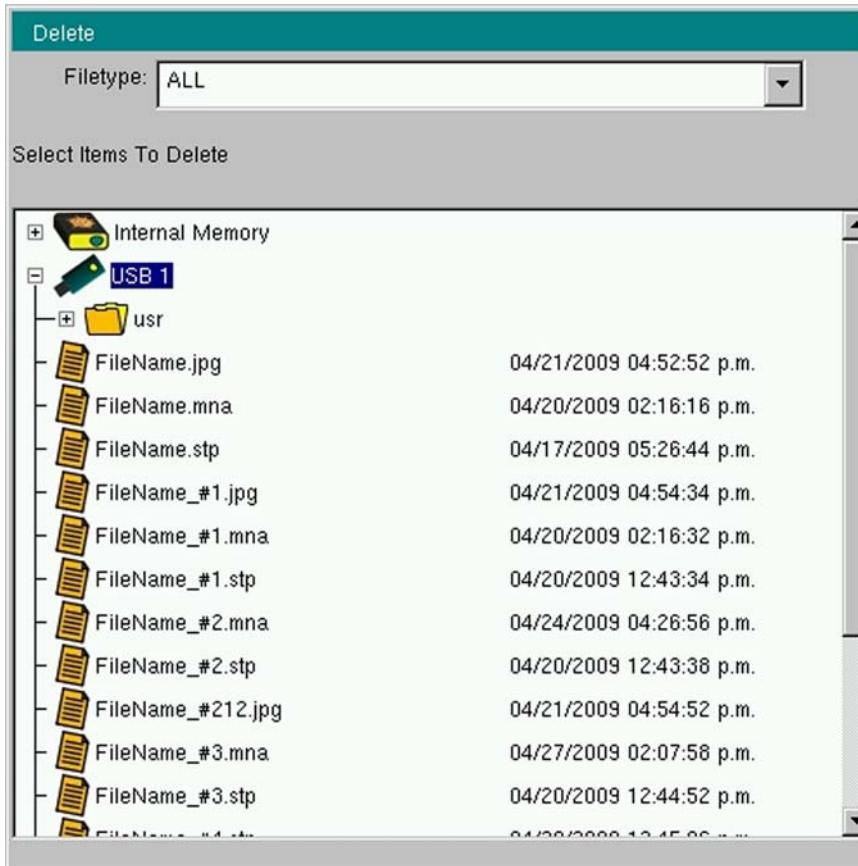 Delete
Filetype: ALL
Select Items To Delete
Internal Memory
USB 1
usr
FileName.jpg 04/21/2009 04:52:52 p.m.
FileName.mna 04/20/2009 02:16:16 p.m.
FileName.stp 04/17/2009 05:26:44 p.m.
FileName_#1.jpg 04/21/2009 04:54:34 p.m.
FileName_#1.mna 04/20/2009 02:16:32 p.m.
FileName_#1.stp 04/20/2009 12:43:34 p.m.
FileName_#2.mna 04/24/2009 04:26:56 p.m.
FileName_#2.stp 04/20/2009 12:43:38 p.m.
FileName_#212.jpg 04/21/2009 04:54:52 p.m.
FileName_#3.mna 04/27/2009 02:07:58 p.m.
FileName_#3.stp 04/20/2009 12:44:52 p.m.